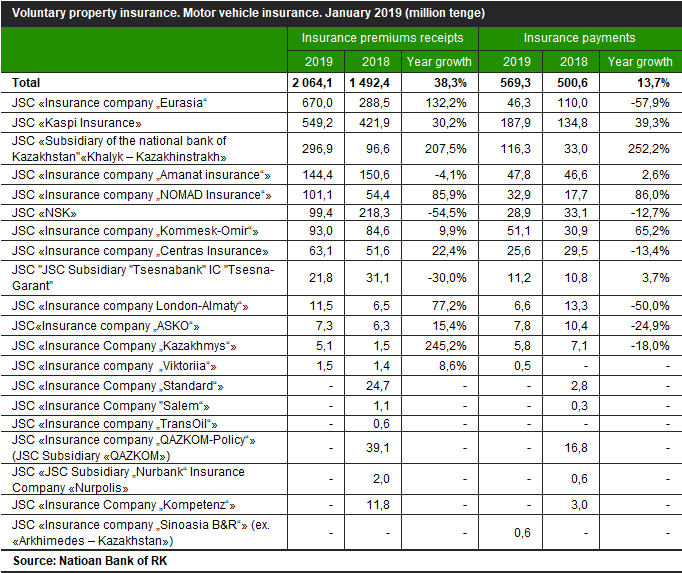 Voluntary property insurance. Motor vehicle insurance. January 2019 (million tenge)
Insurance premiums receipts Insurance payments
2019 2018 Year growth 2019 2018 Year growth
Total 2 064,1 1 492,4 38,3% 569,3 500,6 13,7%
JSC «Insurance company „Eurasia“ 670,0 288,5 132,2% 46,3 110,0 -57,9%
JSC «Kaspi Insurance» 549,2 421,9 30,2% 187,9 134,8 39,3%
JSC «Subsidiary of the national bank of
Kazakhstan"«Khalyk – Kazakhinstrakh» 296,9 96,6 207,5% 116,3 33,0 252,2%
JSC «Insurance company „Amanat insurance“» 144,4 150,6 -4,1% 47,8 46,6 2,6%
JSC «Insurance company „NOMAD Insurance“» 101,1 54,4 85,9% 32,9 17,7 86,0%
JSC «NSK» 99,4 218,3 -54,5% 28,9 33,1 -12,7%
JSC «Insurance company „Kommesk-Omir“» 93,0 84,6 9,9% 51,1 30,9 65,2%
JSC «Insurance company „Centras Insurance» 63,1 51,6 22,4% 25,6 29,5 -13,4%
JSC "JSC Subsidiary "Tsesnabank" IC "Tsesna-
Garant" 21,8 31,1 -30,0% 11,2 10,8 3,7%
JSC «Insurance company London-Almaty» 11,5 6,5 77,2% 6,6 13,3 -50,0%
JSC«Insurance company „ASKO“» 7,3 6,3 15,4% 7,8 10,4 -24,9%
JSC «Insurance Company „Kazakhmys“» 5,1 1,5 245,2% 5,8 7,1 -18,0%
JSC «Insurance company „Viktoriia“» 1,5 1,4 8,6% 0,5 - -
JSC «Insurance Company „Standard“» - 24,7 - - 2,8 -
JSC «Insurance Company "Salem“» - 1,1 - - 0,3 -
JSC «Insurance company „TransOil“» - 0,6 - - - -
JSC «Insurance company „QAZKOM-Policy“»
(JSC Subsidiary «QAZKOM») - 39,1 - - 16,8 -
JSC «JSC Subsidiary „Nurbank“ Insurance
Company «Nurpolis» - 2,0 - - 0,6 -
JSC «Insurance Company „Kompetenz“» - 11,8 - - 3,0 -
JSC «Insurance company „Sinoasia B&R“» (ex.
«Arkhimedes – Kazakhstan») - - - 0,6 - -
Source: Natioan Bank of RK